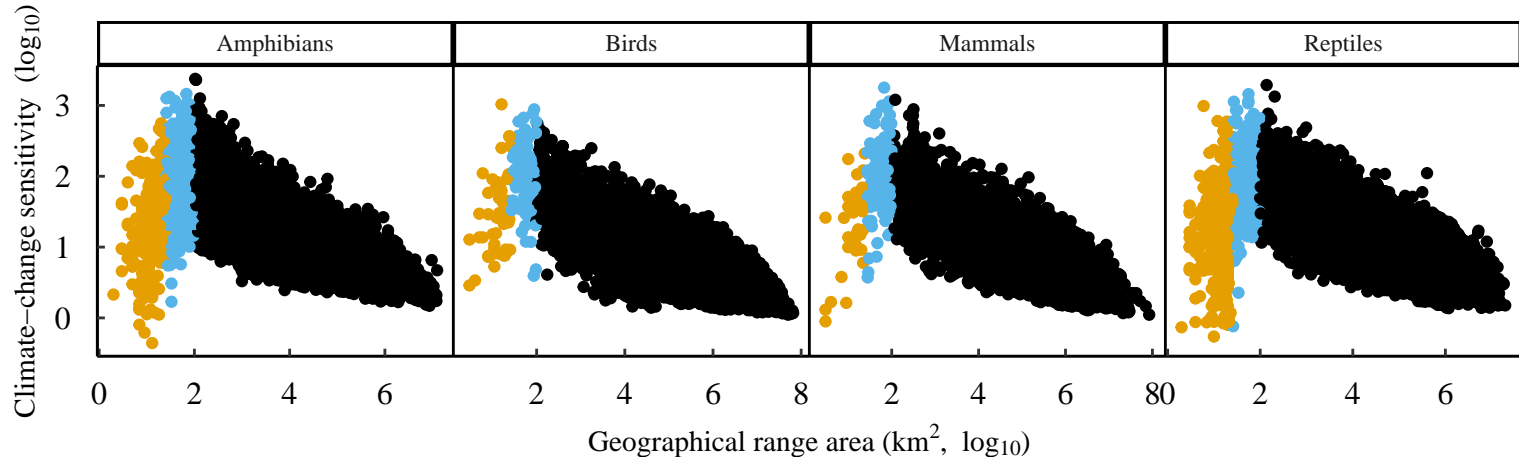 Climate−change sensitivity (log₁₀)
Amphibians Birds Mammals Reptiles
3
2
1
0
0 2 4 6 2 4 6 8 2 4 6 80 2 4 6
Geographical range area (km², log₁₀)